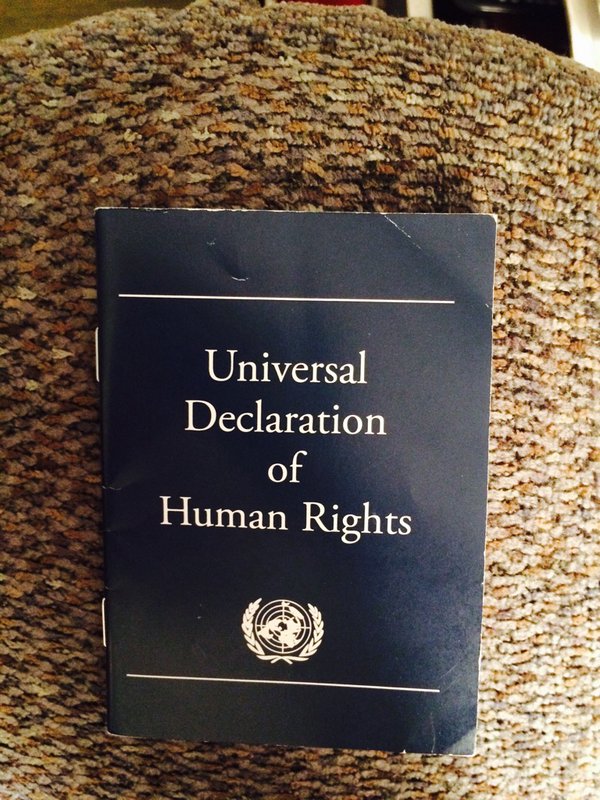 Universal
Declaration
of
Human Rights